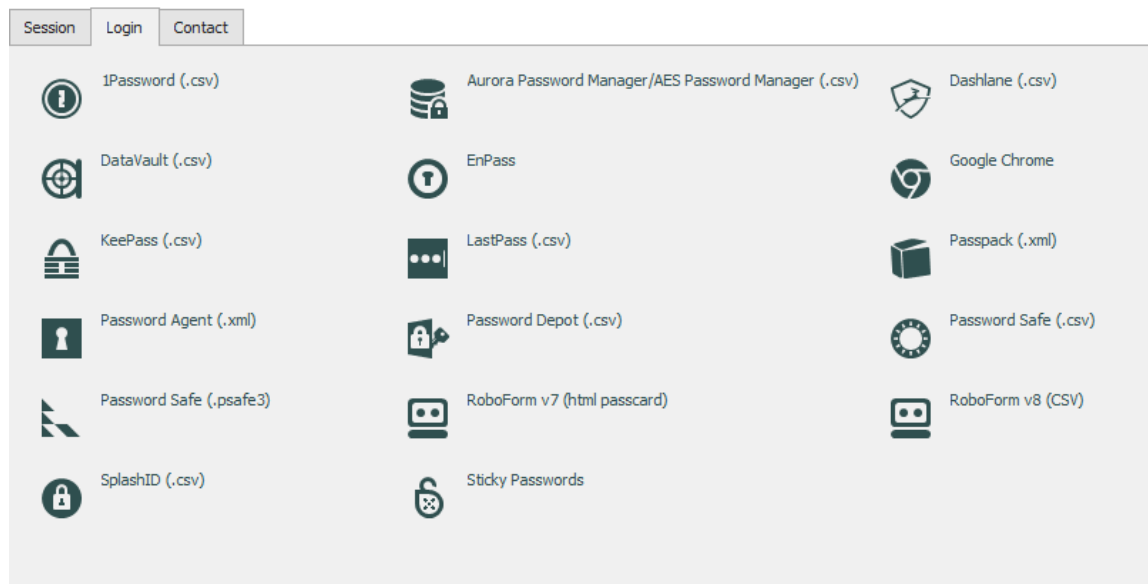 Session Login Contact
1Password (.csv)
Aurora Password Manager/AES Password Manager (.csv)
Dashlane (.csv)
DataVault (.csv)
EnPass
Google Chrome
KeePass (.csv)
LastPass (.csv)
Passpack (.xml)
Password Agent (.xml)
Password Depot (.csv)
Password Safe (.csv)
Password Safe (.psafe3)
RoboForm v7 (html passcard)
RoboForm v8 (CSV)
SplashID (.csv)
Sticky Passwords